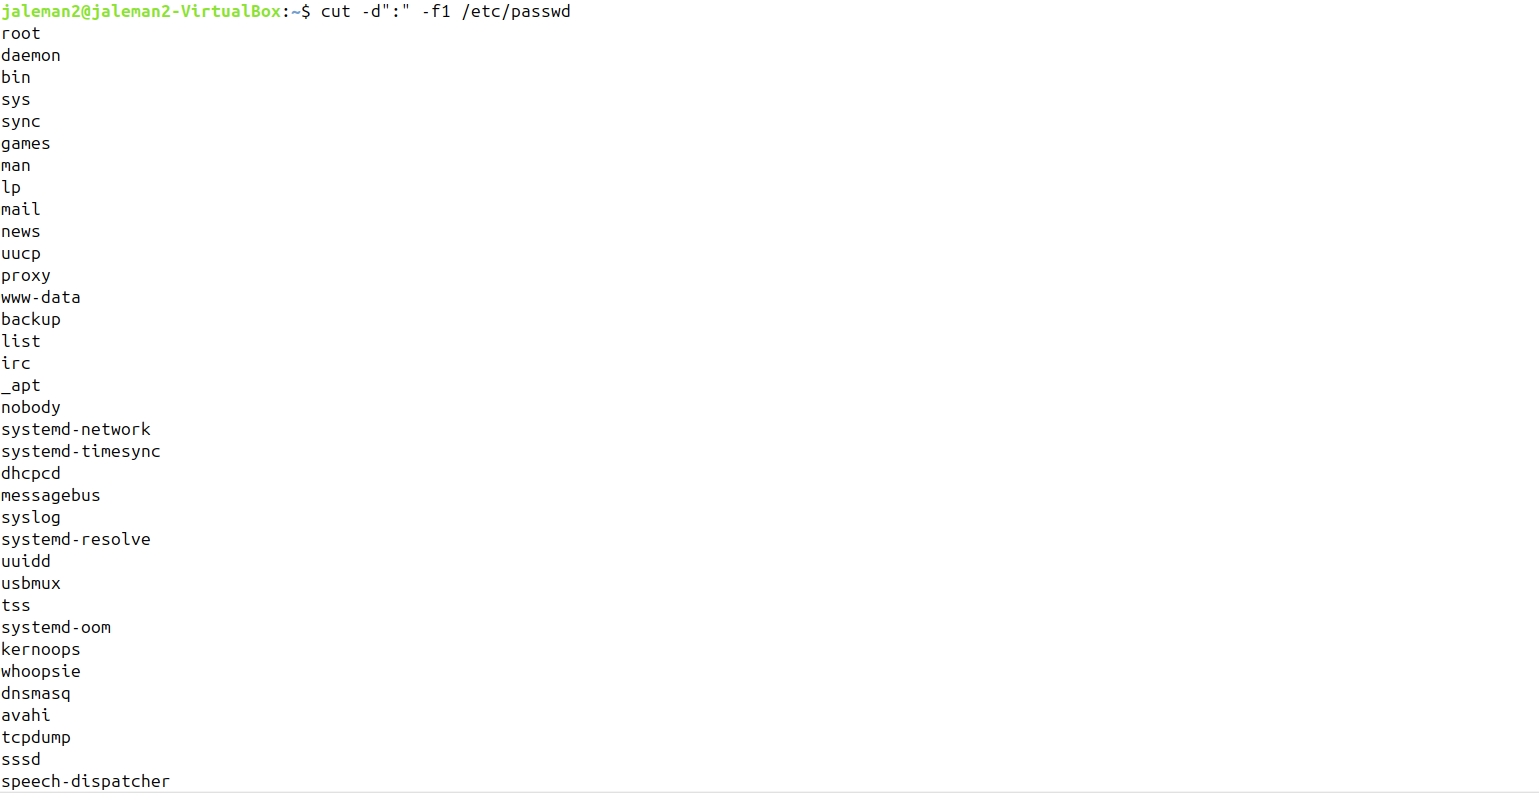 jaleman2@jaleman2-VirtualBox:~$ cut -d":" -f1 /etc/passwd
root
daemon
bin
sys
sync
games
man
lp
mail
news
uucp
proxy
www-data
backup
list
irc
_apt
nobody
systemd-network
systemd-timesync
dhcpcd
messagebus
syslog
systemd-resolve
uuidd
usbmux
tss
systemd-oom
kernoops
whoopsie
dnsmasq
avahi
tcpdump
sssd
speech-dispatcher